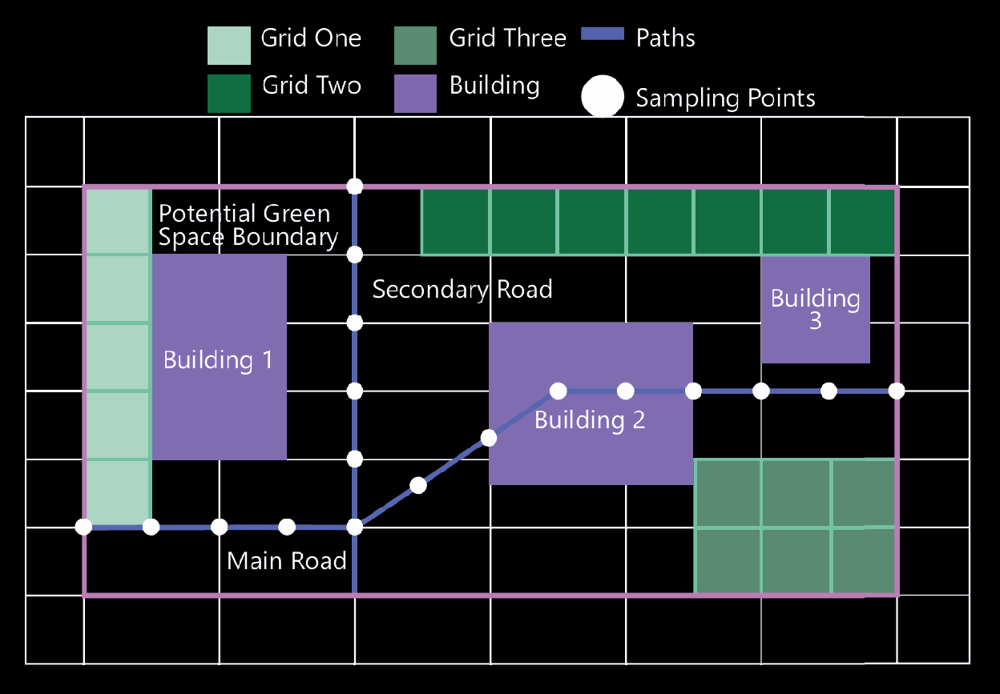 Grid One
Grid Three
Paths
Grid Two
Building
Sampling Points
Potential Green
Space Boundary
Secondary Road
Building
3
Building 1
Building 2
Main Road